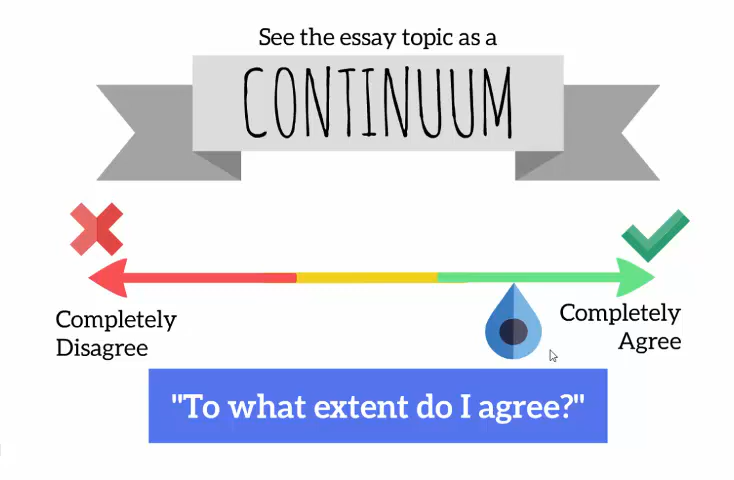 See the essay topic as a
CONTINUUM
Completely
Disagree
Completely
Agree
"To what extent do I agree?"